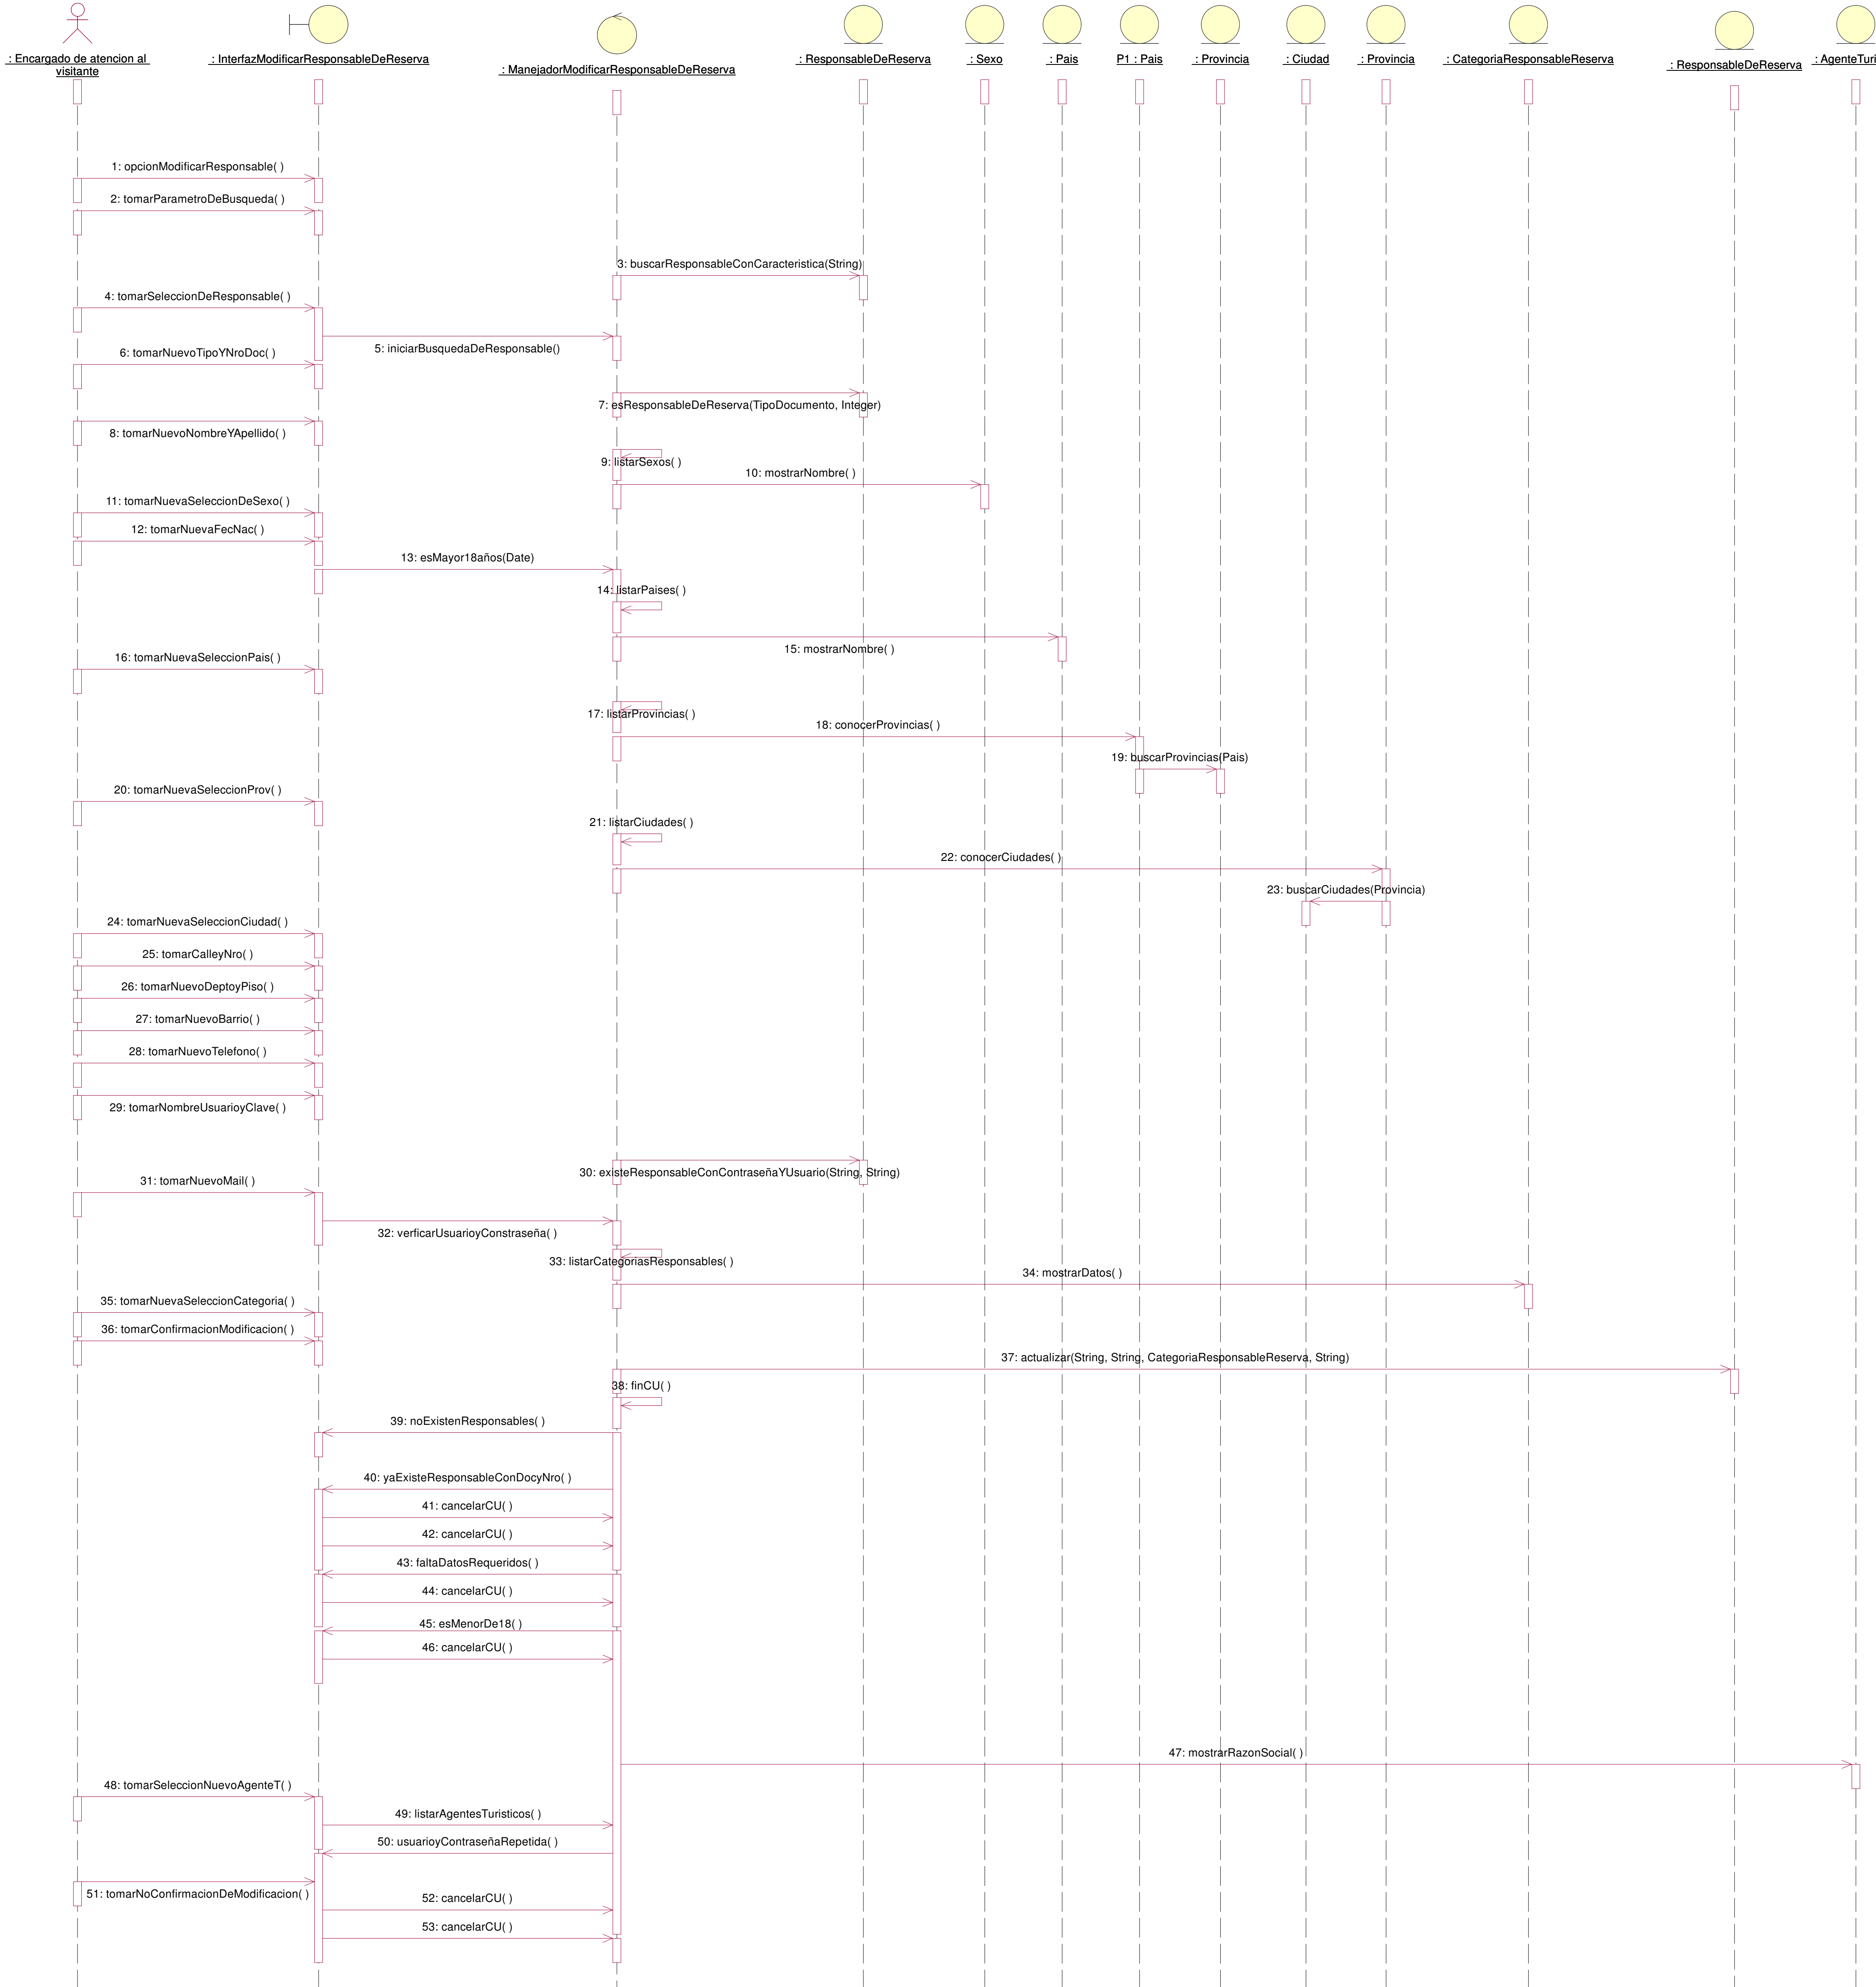 : Encargado de atencion al
visitante
: InterfazModificarResponsableDeReserva
: ManejadorModificarResponsableDeReserva
: ResponsableDeReserva
: Sexo
: Pais
P1 : Pais
: Provincia
: Ciudad
: Provincia
: CategoriaResponsableReserva
: ResponsableDeReserva
: AgenteTuri
1: opcionModificarResponsable( )
2: tomarParametroDeBusqueda( )
3: buscarResponsableConCaracteristica(String)
4: tomarSeleccionDeResponsable( )
5: iniciarBusquedaDeResponsable()
6: tomarNuevoTipoYNroDoc( )
7: esResponsableDeReserva(TipoDocumento, Integer)
8: tomarNuevoNombreYApellido( )
9: listarSexos( )
10: mostrarNombre( )
11: tomarNuevaSeleccionDeSexo( )
12: tomarNuevaFecNac( )
13: esMayor18años(Date)
14: listarPaises( )
15: mostrarNombre( )
16: tomarNuevaSeleccionPais( )
17: listarProvincias( )
18: conocerProvincias( )
19: buscarProvincias(Pais)
20: tomarNuevaSeleccionProv( )
21: listarCiudades( )
22: conocerCiudades( )
23: buscarCiudades(Provincia)
24: tomarNuevaSeleccionCiudad( )
25: tomarCalleyNro( )
26: tomarNuevoDeptoyPiso( )
27: tomarNuevoBarrio( )
28: tomarNuevoTelefono( )
29: tomarNombreUsuarioyClave( )
30: existeResponsableConContraseñaYUsuario(String, String)
31: tomarNuevoMail( )
32: verficarUsuarioyConstraseña( )
33: listarCategoriasResponsables( )
34: mostrarDatos( )
35: tomarNuevaSeleccionCategoria( )
36: tomarConfirmacionModificacion( )
37: actualizar(String, String, CategoriaResponsableReserva, String)
38: finCU( )
39: noExistenResponsables( )
40: yaExisteResponsableConDocyNro( )
41: cancelarCU( )
42: cancelarCU( )
43: faltaDatosRequeridos( )
44: cancelarCU( )
45: esMenorDe18( )
46: cancelarCU( )
47: mostrarRazonSocial( )
48: tomarSeleccionNuevoAgenteT( )
49: listarAgentesTuristicos( )
50: usuarioyContraseñaRepetida( )
51: tomarNoConfirmacionDeModificacion( )
52: cancelarCU( )
53: cancelarCU( )